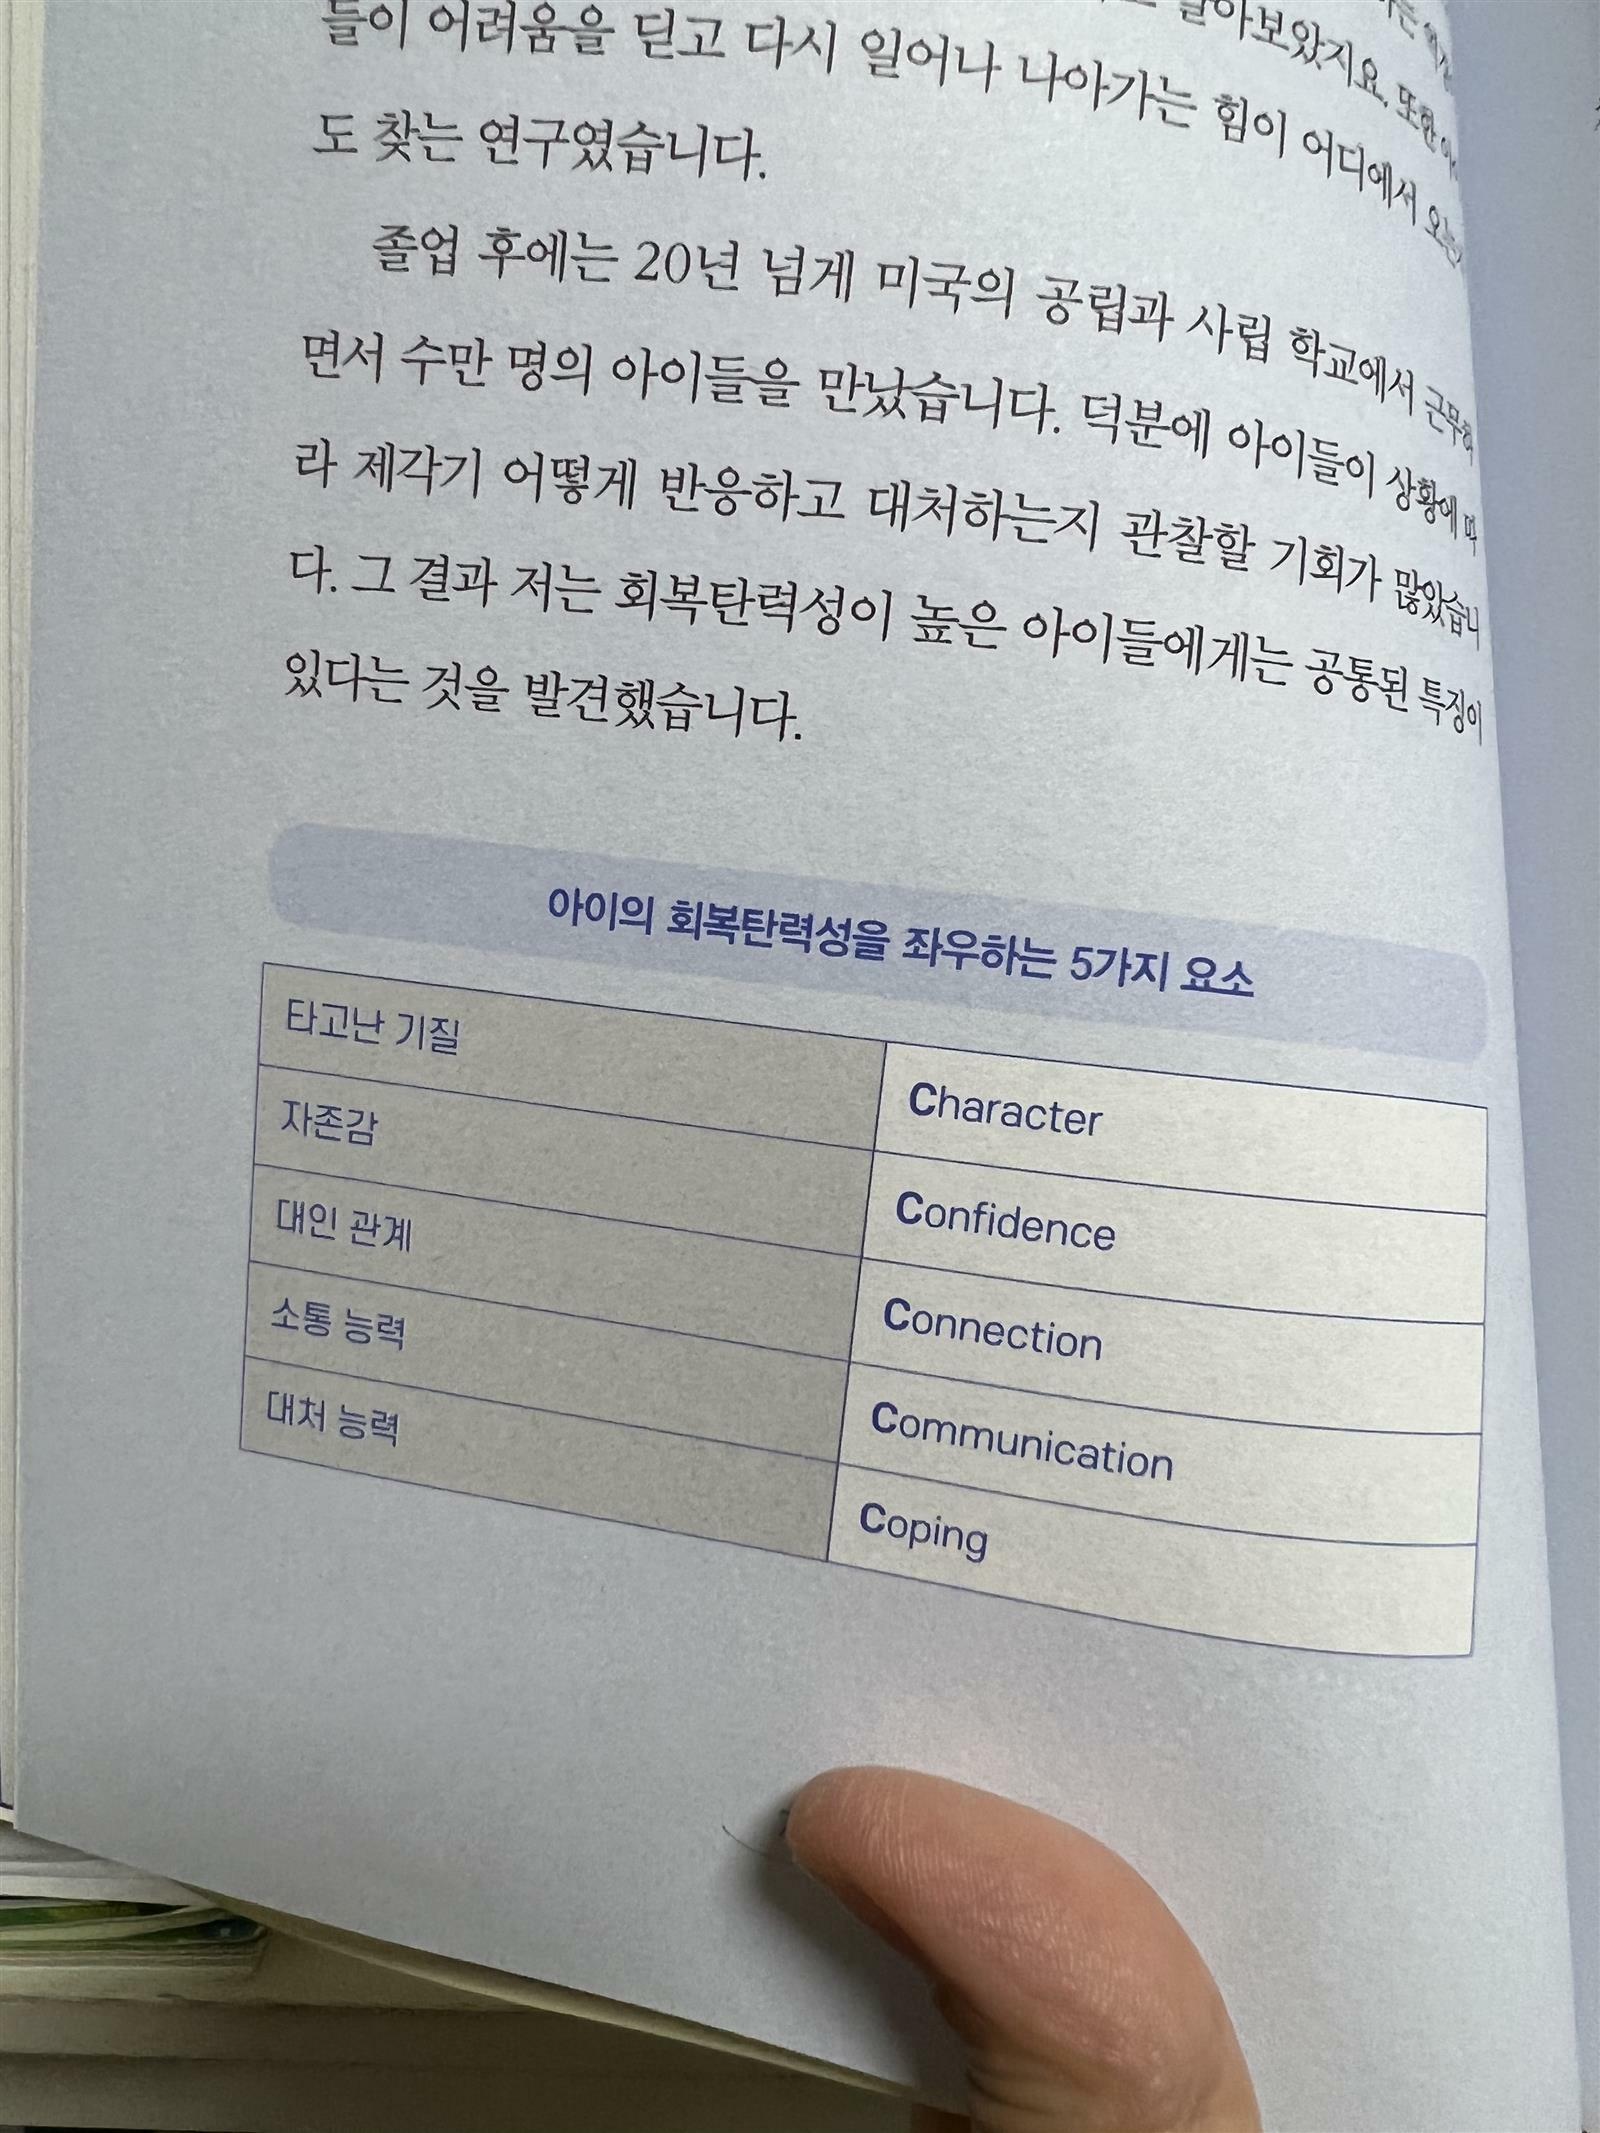 알아보았지요. 또한
들이 어려움을 딛고 다시 일어나 나아가는 힘이 어디에서 오는
도 찾는 연구였습니다.
졸업 후에는 20년 넘게 미국의 공립과 사립 학교에서 근무하
면서 수만 명의 아이들을 만났습니다. 덕분에 아이들이 상황에 따
라 제각기 어떻게 반응하고 대처하는지 관찰할 기회가 많았습니
다. 그 결과 저는 회복탄력성이 높은 아이들에게는 공통된 특징이
있다는 것을 발견했습니다.
아이의 회복탄력성을 좌우하는 5가지 요소
타고난 기질 Character
자존감 Confidence
대인 관계 Connection
소통 능력 Communication
대처 능력 Coping